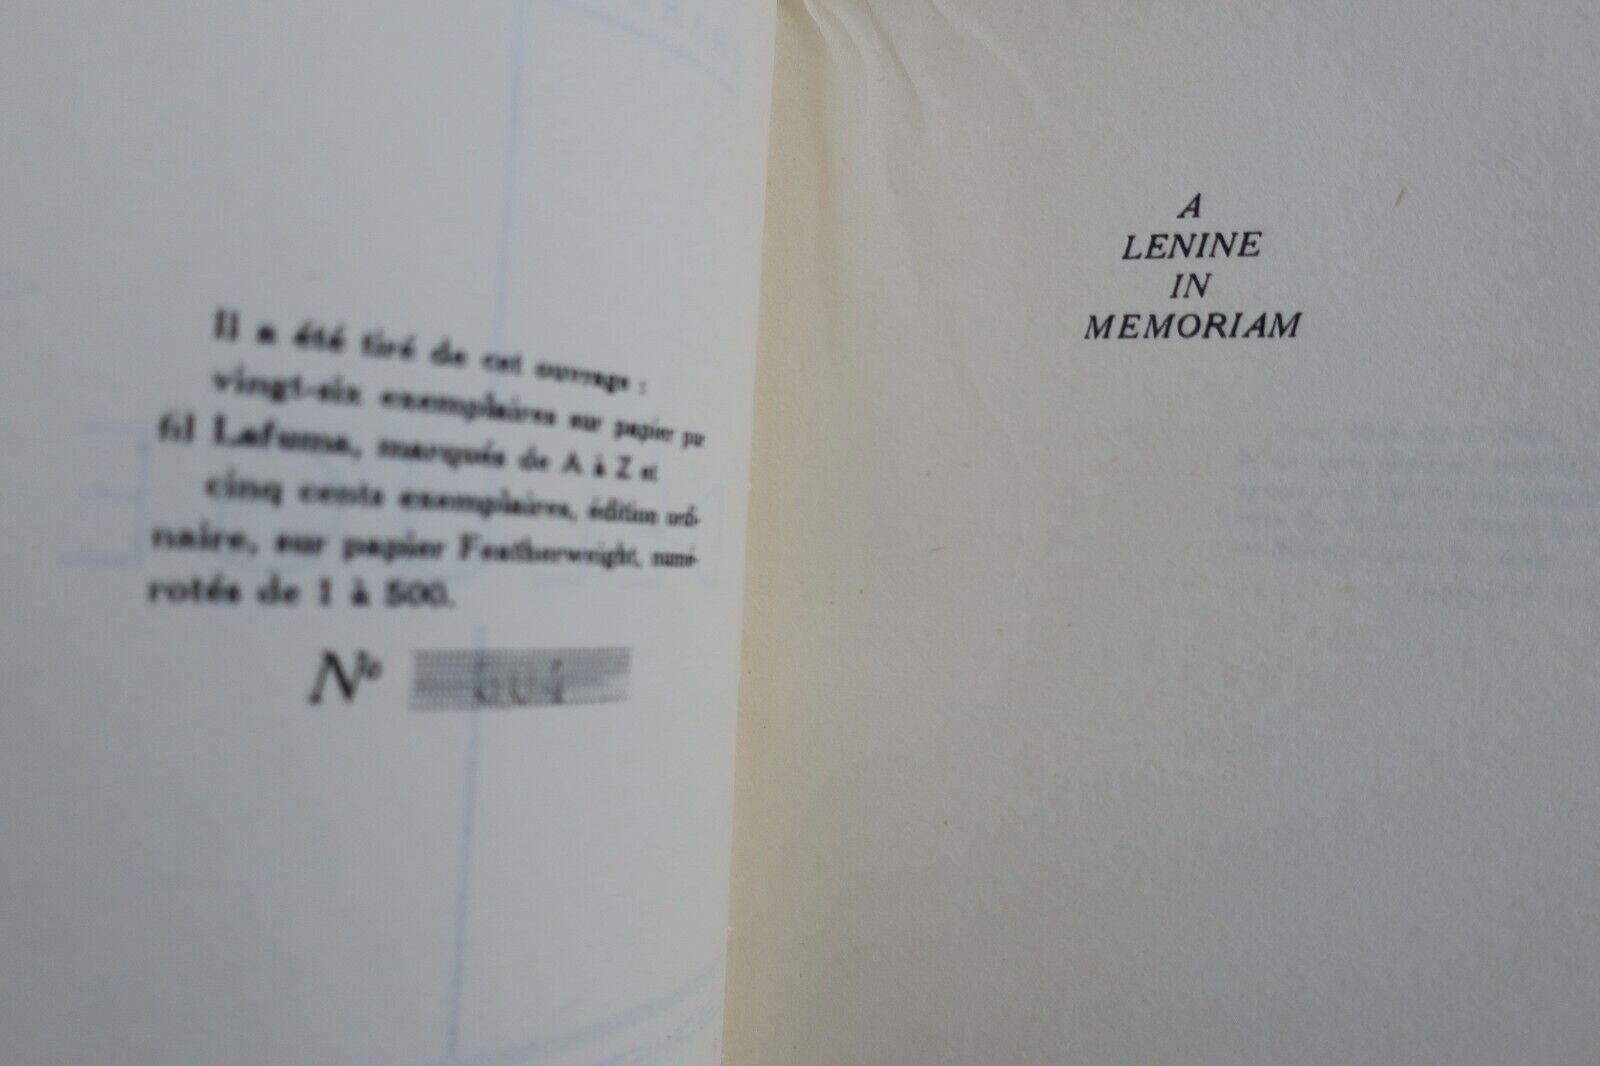 Il a été tiré de cet ouvrage :
vingt-six exemplaires sur papier pur
fil Lafuma, marqués de A à Z et
cinq cents exemplaires, édition ordi-
naire, sur papier Featherweight, numé-
rotés de 1 à 500.
Nº
A
LENINE
IN
MEMORIAM